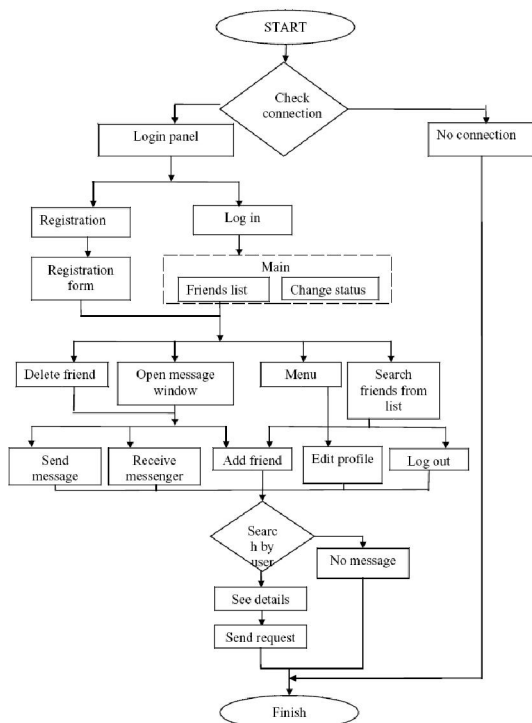 START
Check
connection
Login panel
No connection
Registration
Log in
Registration
form
Main
Friends list
Change status
Delete friend
Open message
window
Menu
Search
friends from
list
Send
message
Receive
messenger
Add friend
Edit profile
Log out
Searc
h by
user
No message
See details
Send request
Finish